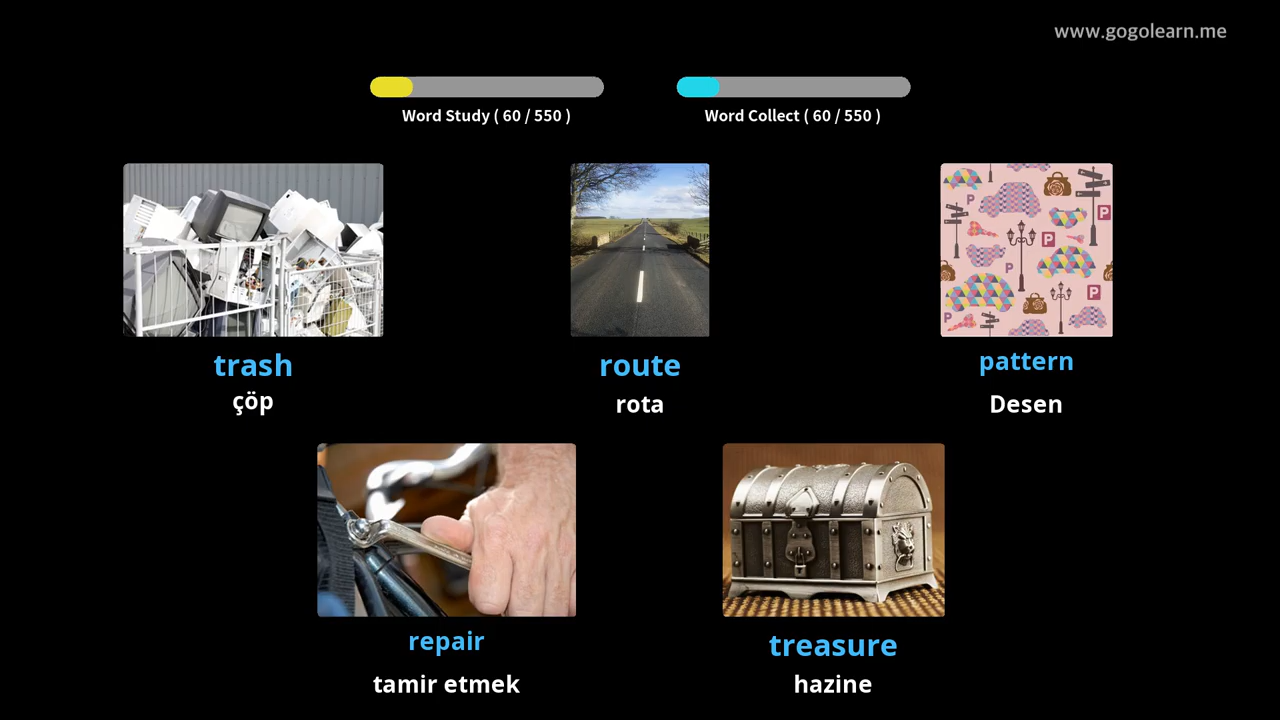 www.gogolearn.me
Word Study ( 60 / 550 )
Word Collect ( 60 / 550 )
P
P
P
P
P
P
trash
route
pattern
çöp
rota
Desen
repair
treasure
tamir etmek
hazine